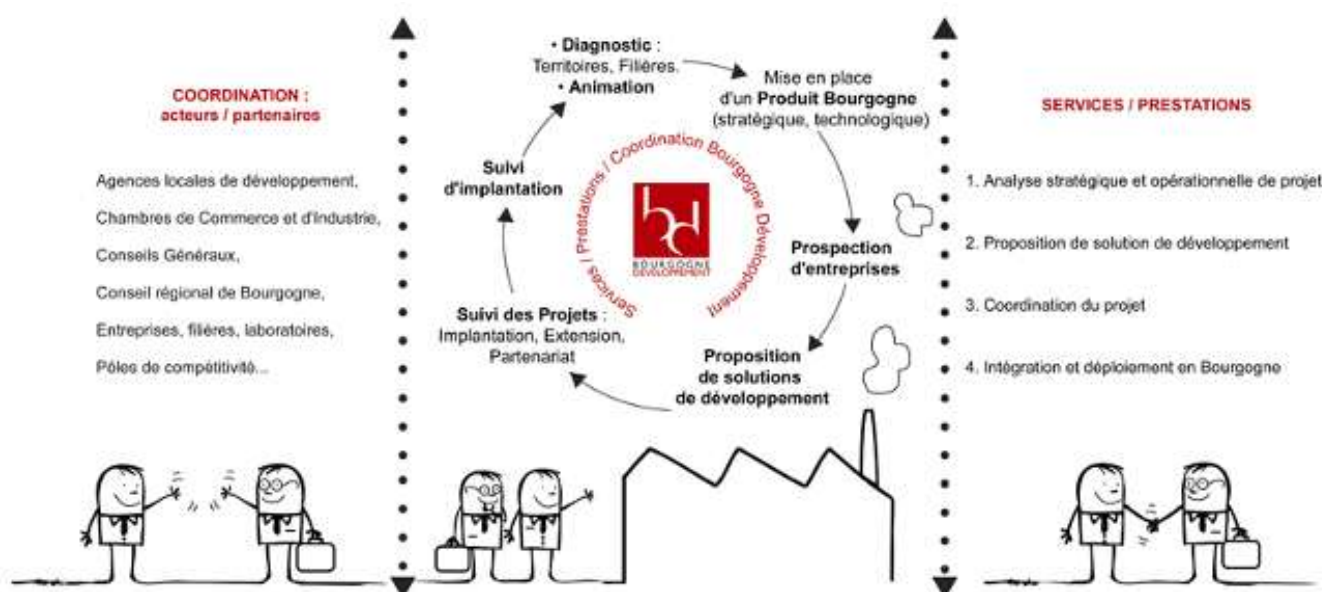 COORDINATION :
acteurs / partenaires
Agences locales de développement,
Chambres de Commerce et d'Industrie,
Conseils Généraux,
Conseil régional de Bourgogne,
Entreprises, filières, laboratoires,
Pôles de compétitivité...
• Diagnostic :
Territoires, Filières.
• Animation
Mise en place
d'un Produit Bourgogne
(stratégique, technologique)
Prospection
d'entreprises
Proposition
de solutions
de développement
Suivi des Projets :
Implantation, Extension,
Partenariat
Suivi
d'implantation
Services / Prestations / Coordination Bourgogne Développement
BOURGOGNE
DEVELOPPEMENT
SERVICES / PRESTATIONS
1. Analyse stratégique et opérationnelle de projet
2. Proposition de solution de développement
3. Coordination du projet
4. Intégration et déploiement en Bourgogne